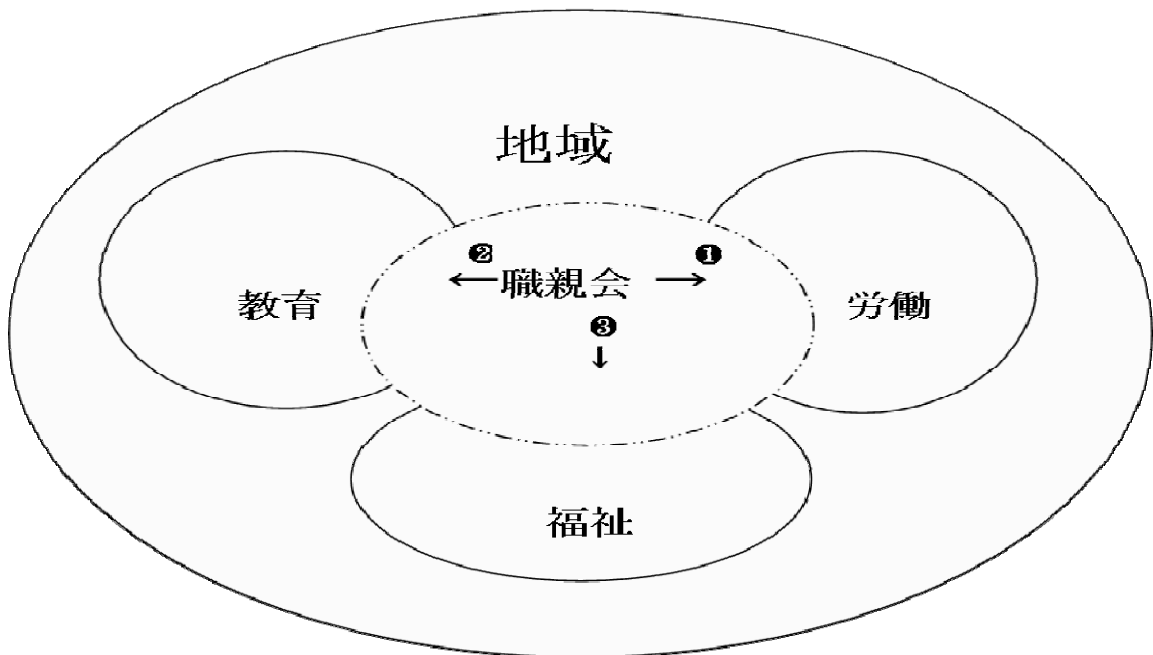 地域
❷ ❶
←職親会 →
教育
労働
❸
↓
福祉